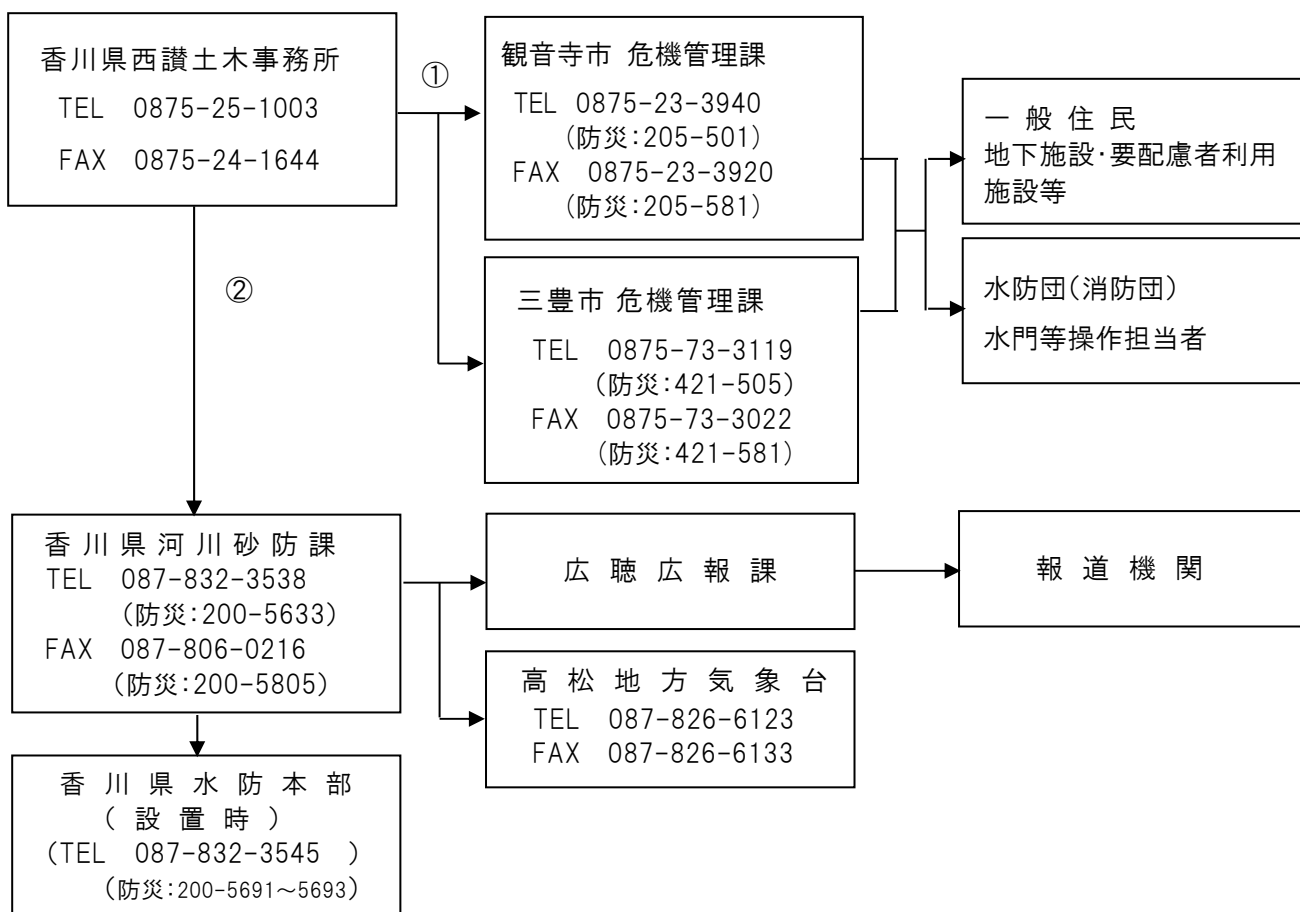 香川県西讃土木事務所
TEL 0875-25-1003
FAX 0875-24-1644
①
観音寺市 危機管理課
TEL 0875-23-3940
(防災:205-501)
FAX 0875-23-3920
(防災:205-581)
一般住民
地下施設・要配慮者利用
施設等
②
三豊市 危機管理課
TEL 0875-73-3119
(防災:421-505)
FAX 0875-73-3022
(防災:421-581)
水防団(消防団)
水門等操作担当者
香川県河川砂防課
TEL 087-832-3538
(防災:200-5633)
FAX 087-806-0216
(防災:200-5805)
広聴広報課
報道機関
高松地方気象台
TEL 087-826-6123
FAX 087-826-6133
香川県水防本部
(設置時)
(TEL 087-832-3545 )
(防災:200-5691~5693)